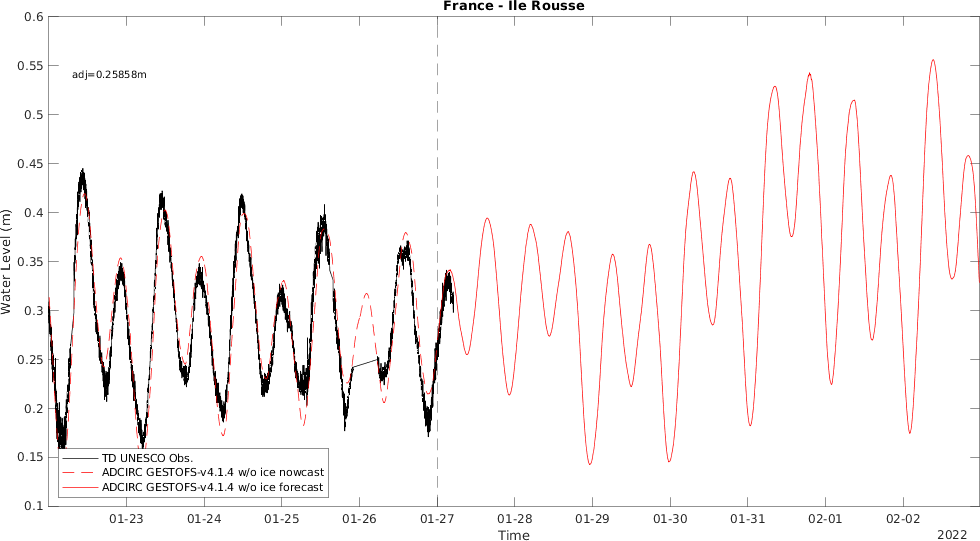 France - Ile Rousse
adj=0.25858m
0.6
0.55
0.5
0.45
0.4
0.35
0.3
0.25
0.2
0.15
0.1
Water Level (m)
TD UNESCO Obs.
ADCIRC GESTOFS-v4.1.4 w/o ice nowcast
ADCIRC GESTOFS-v4.1.4 w/o ice forecast
01-23 01-24 01-25 01-26 01-27 01-28 01-29 01-30 01-31 02-01 02-02
Time
2022